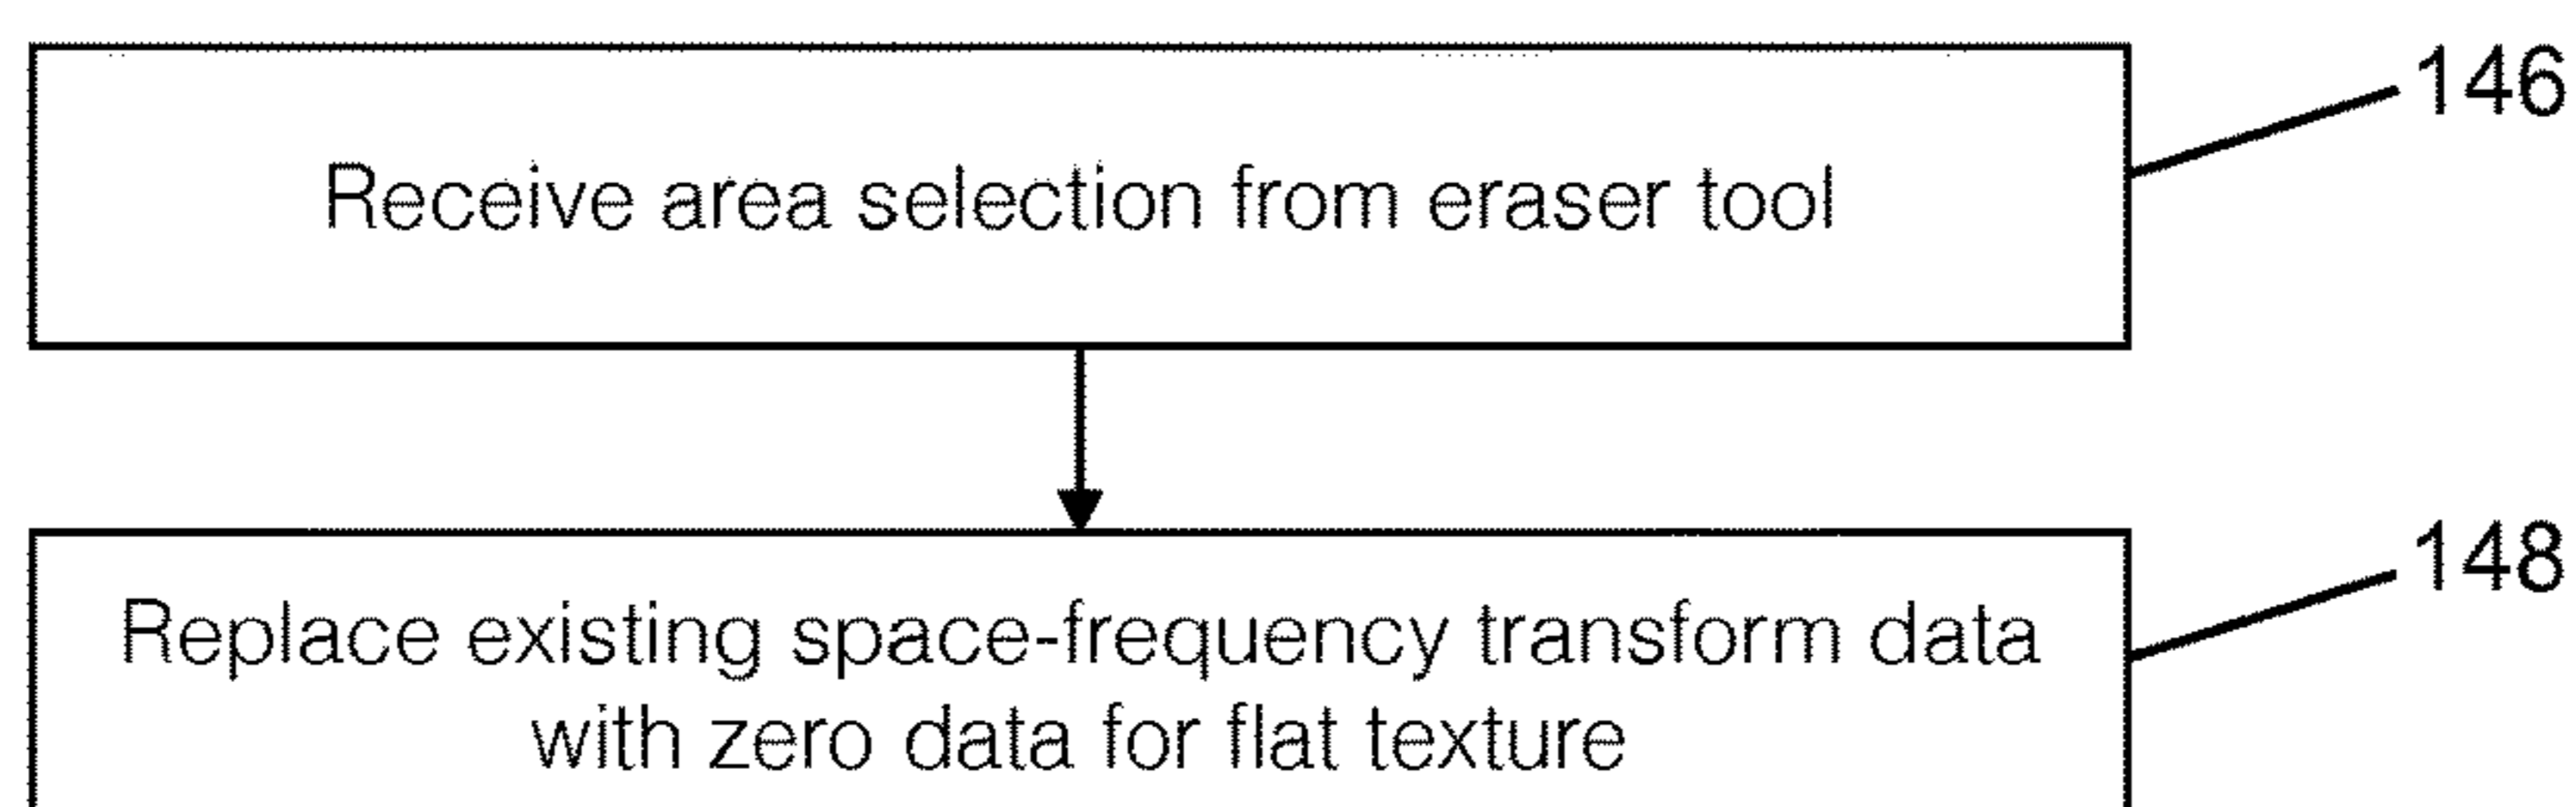 146
Receive area selection from eraser tool
148
Replace existing space-frequency transform data
with zero data for flat texture